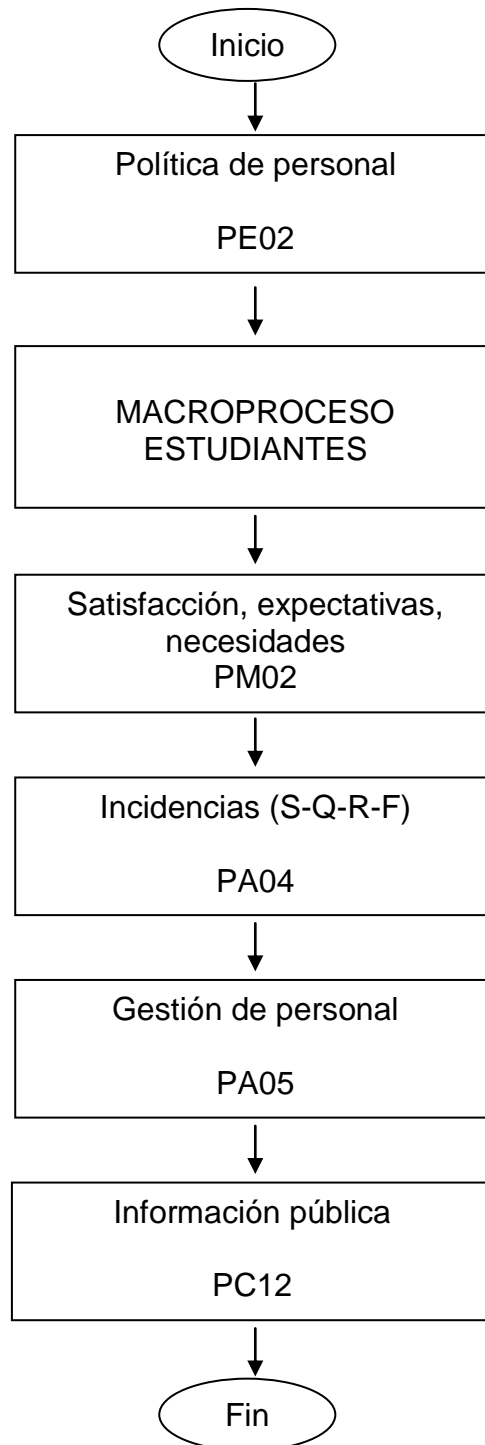 Inicio
Política de personal
PE02
MACROPROCESO
ESTUDIANTES
Satisfacción, expectativas,
necesidades
PM02
Incidencias (S-Q-R-F)
PA04
Gestión de personal
PA05
Información pública
PC12
Fin